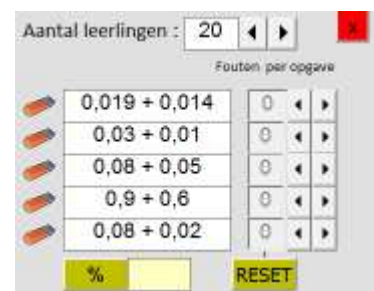 Aantal leerlingen : 20 x
Fouten per opgave
0,019 + 0,014 0
0,03 + 0,01 0
0,08 + 0,05 0
0,9 + 0,6 0
0,08 + 0,02 0
% RESET